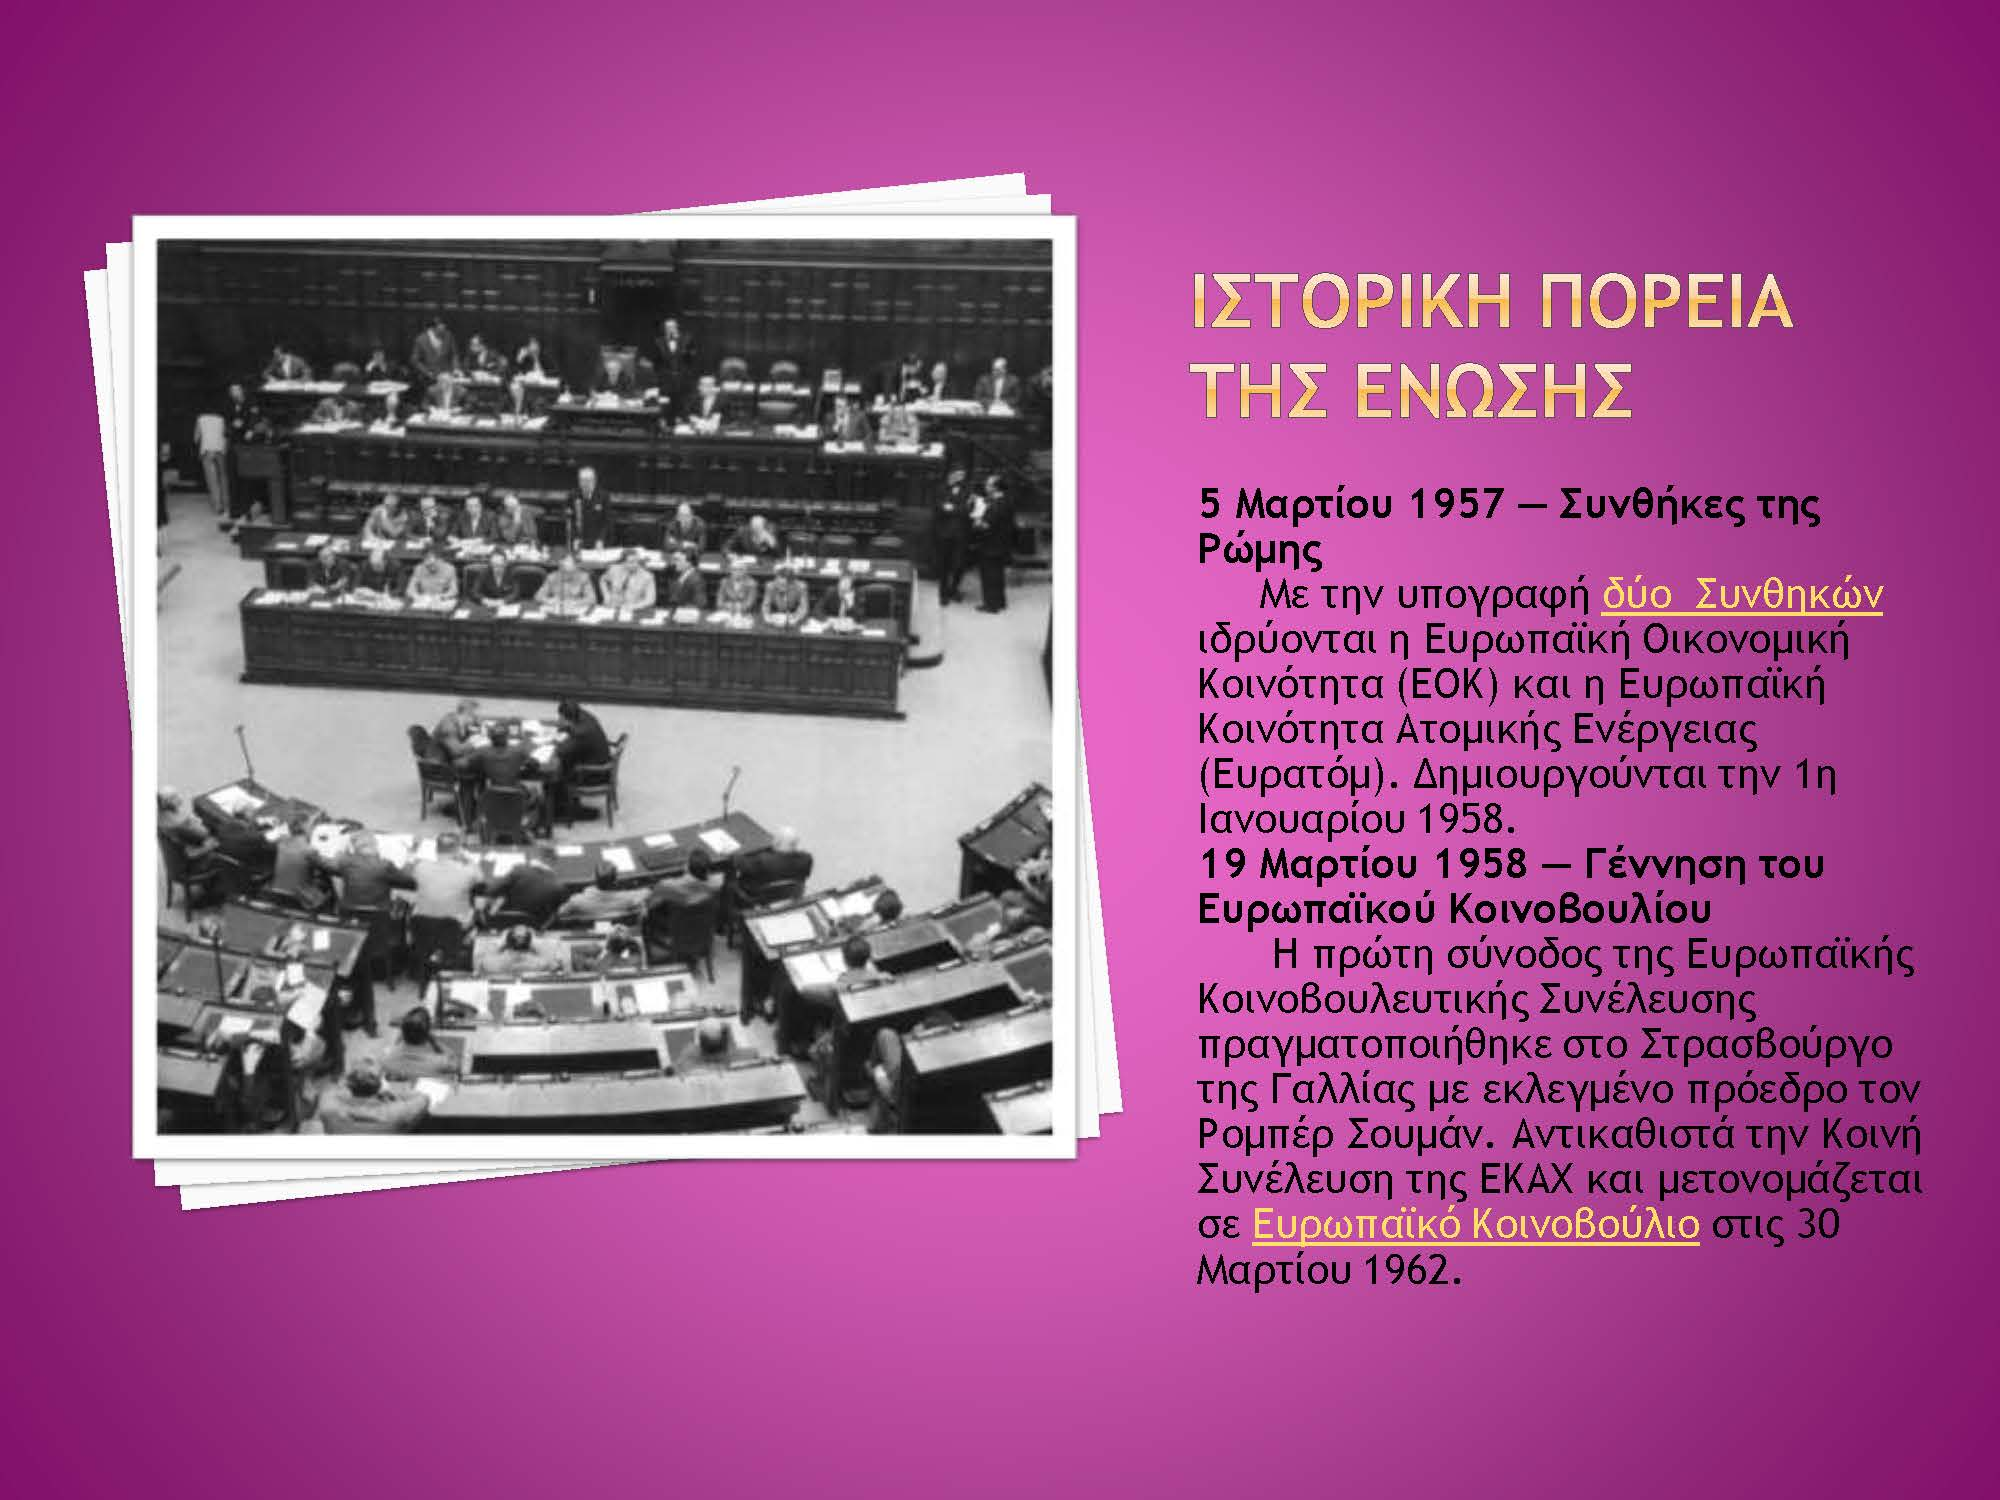 ΙΣΤΟΡΙΚΗ ΠΟΡΕΙΑ
ΤΗΣ ΕΝΩΣΗΣ
5 Μαρτίου 1957 — Συνθήκες της
Ρώμης
Με την υπογραφή δύο  Συνθηκών
ιδρύονται η Ευρωπαϊκή Οικονομική
Κοινότητα (ΕΟΚ) και η Ευρωπαϊκή
Κοινότητα Ατομικής Ενέργειας
(Ευρατόμ). Δημιουργούνται την 1η
Ιανουαρίου 1958.
19 Μαρτίου 1958 — Γέννηση του
Ευρωπαϊκού Κοινοβουλίου
Η πρώτη σύνοδος της Ευρωπαϊκής
Κοινοβουλευτικής Συνέλευσης
πραγματοποιήθηκε στο Στρασβούργο
της Γαλλίας με εκλεγμένο πρόεδρο τον
Ρομπέρ Σουμάν. Αντικαθιστά την Κοινή
Συνέλευση της ΕΚΑΧ και μετονομάζεται
σε Ευρωπαϊκό Κοινοβούλιο στις 30
Μαρτίου 1962.